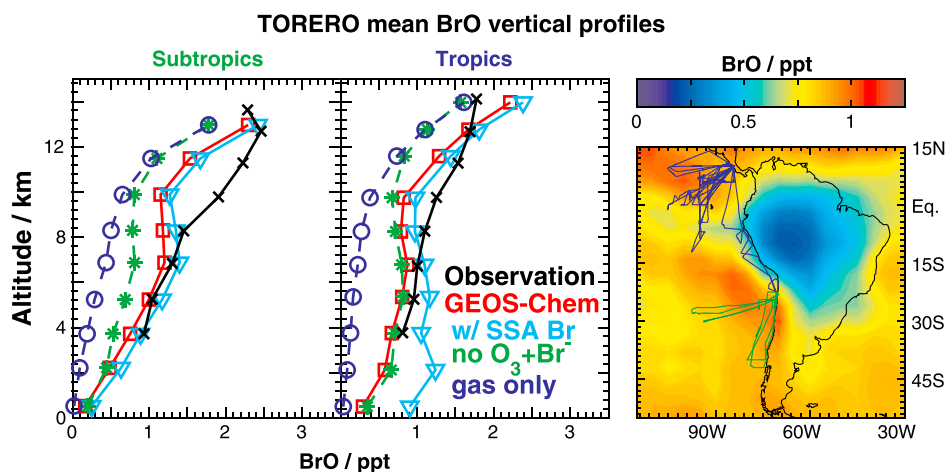 TORERO mean BrO vertical profiles
Subtropics
Tropics
BrO / ppt
0 0.5 1
Altitude / km
12
8
4
0 1 2 3
1 2 3
BrO / ppt
Observation
GEOS-Chem
w/ SSA Br
no O₃+Br⁻
gas only
15N
Eq.
15S
30S
45S
90W 60W 30W